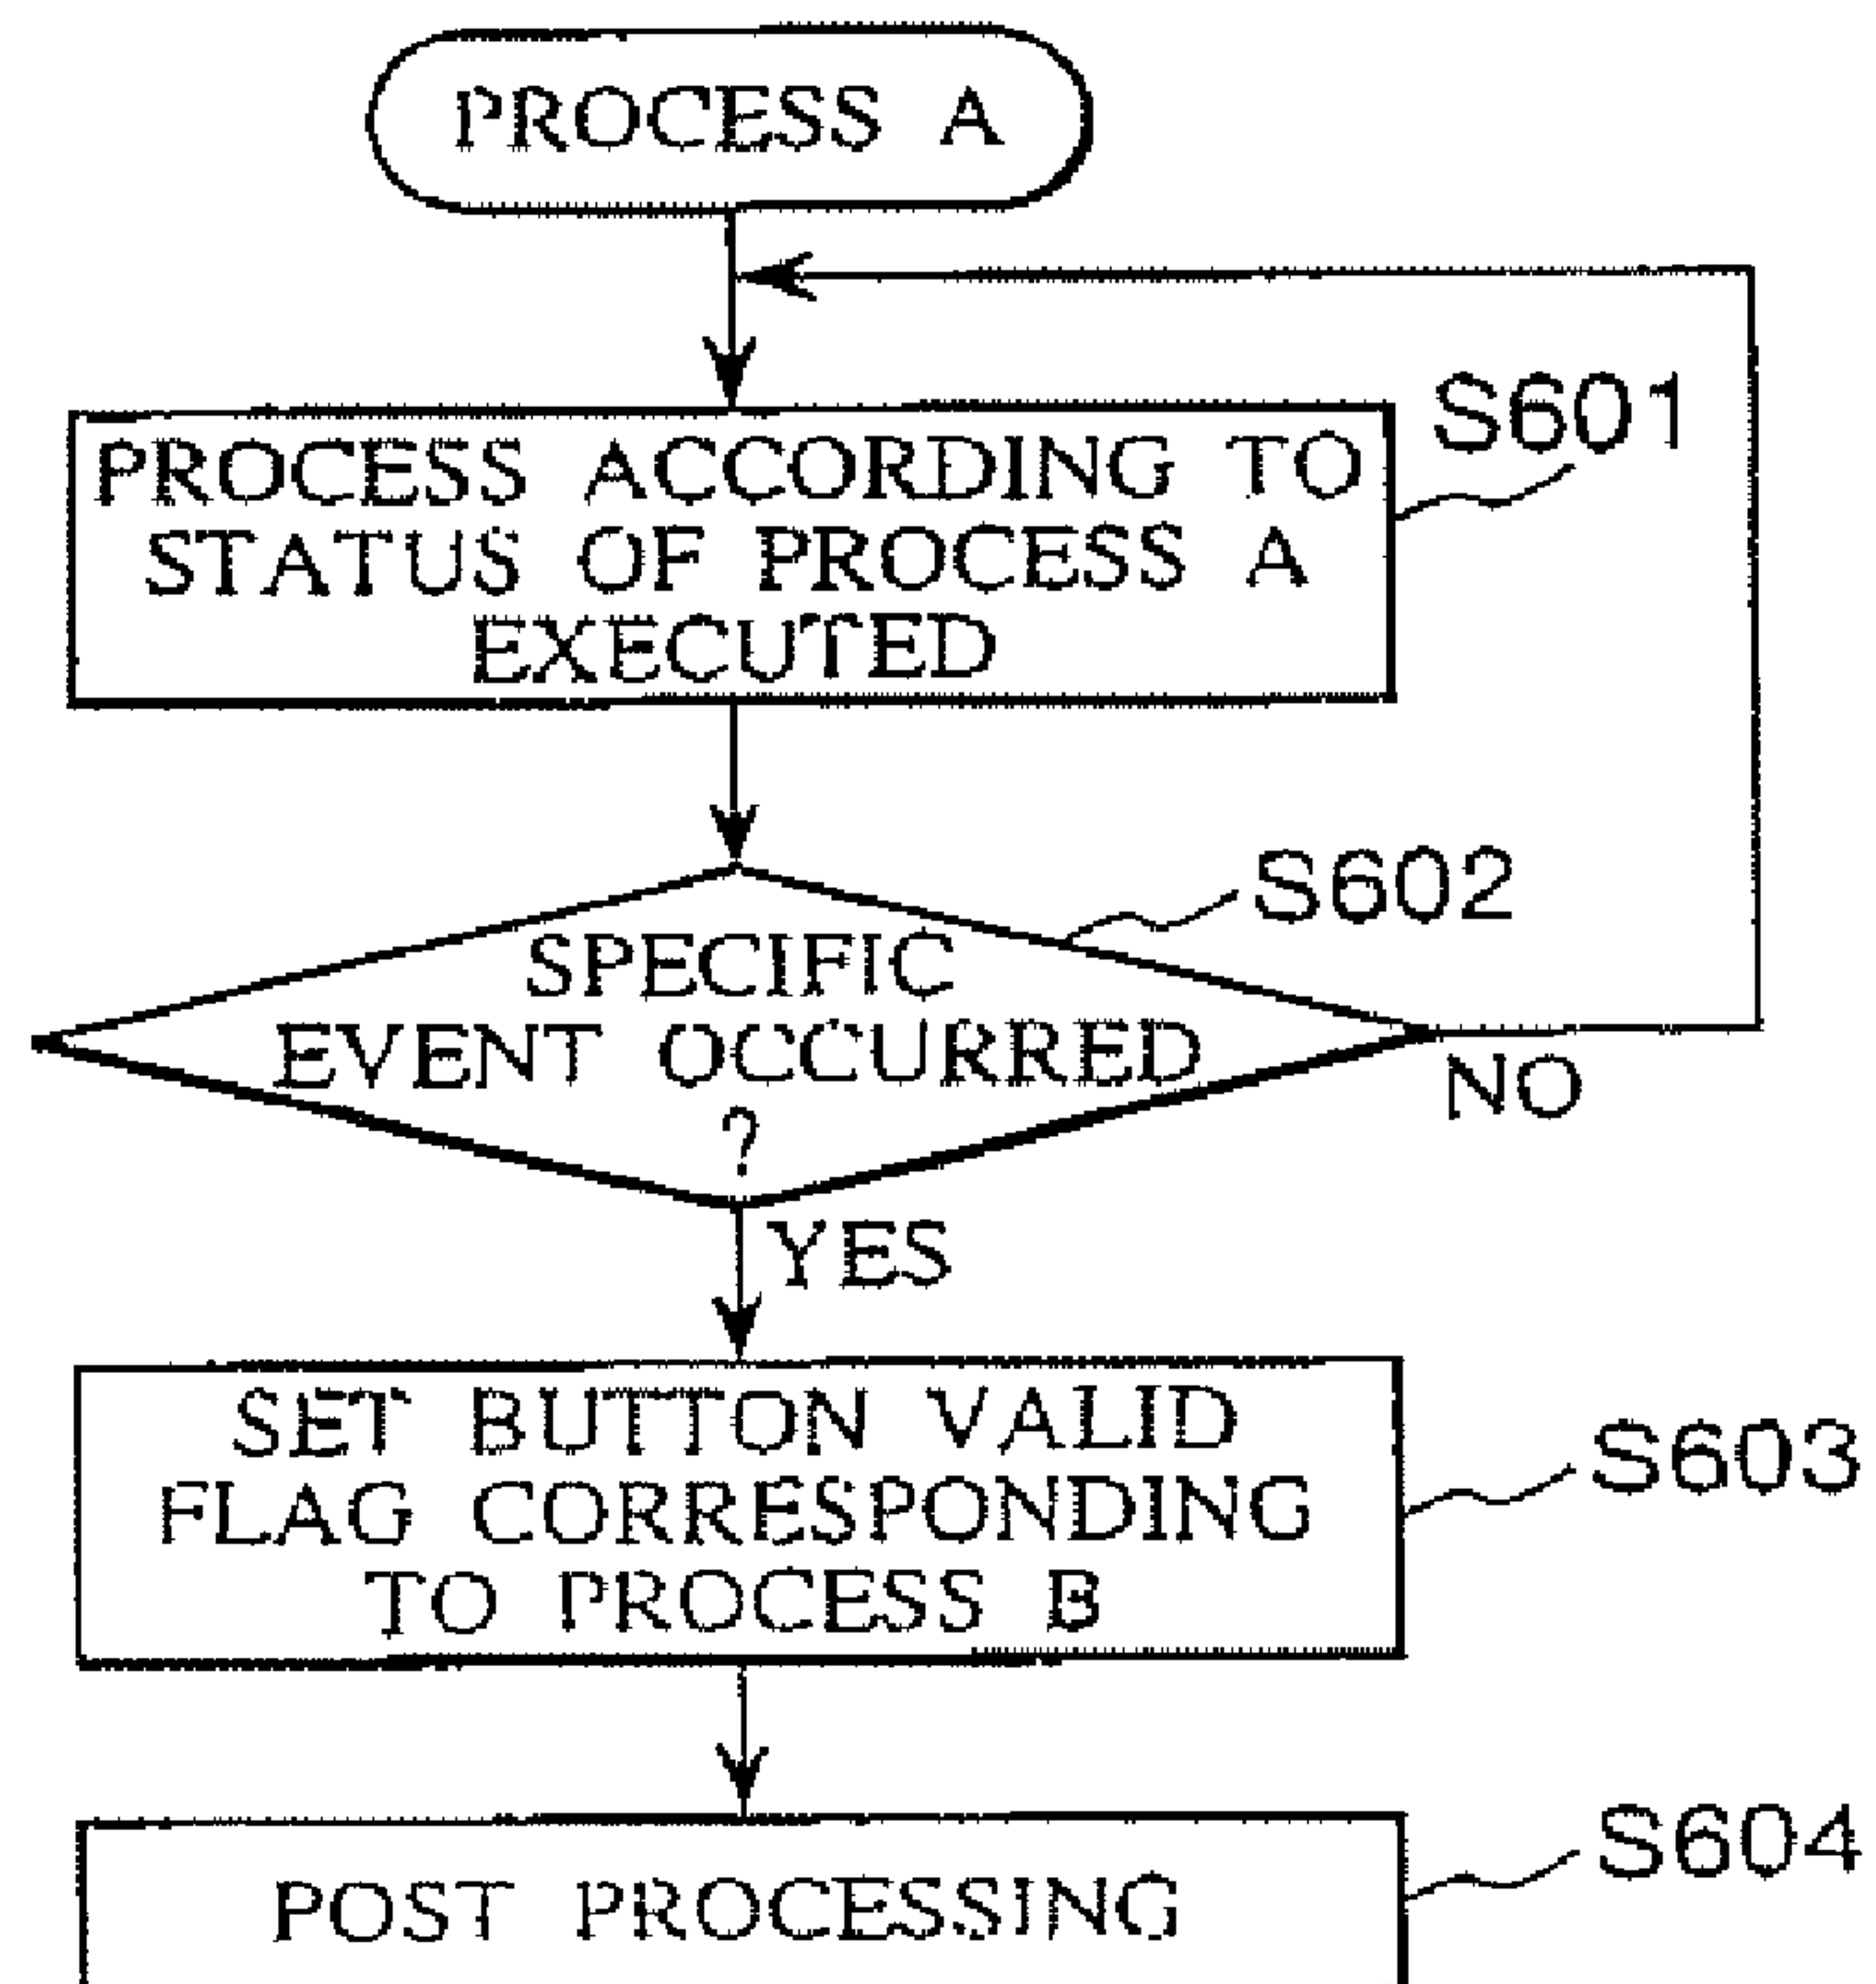 PROCESS A
S601
PROCESS ACCORDING TO
STATUS OF PROCESS A
EXECUTED
S602
SPECIFIC
EVENT OCCURRED
?
NO
YES
SET BUTTON VALID
FLAG CORRESPONDING
TO PROCESS B
S603
S604
POST PROCESSING